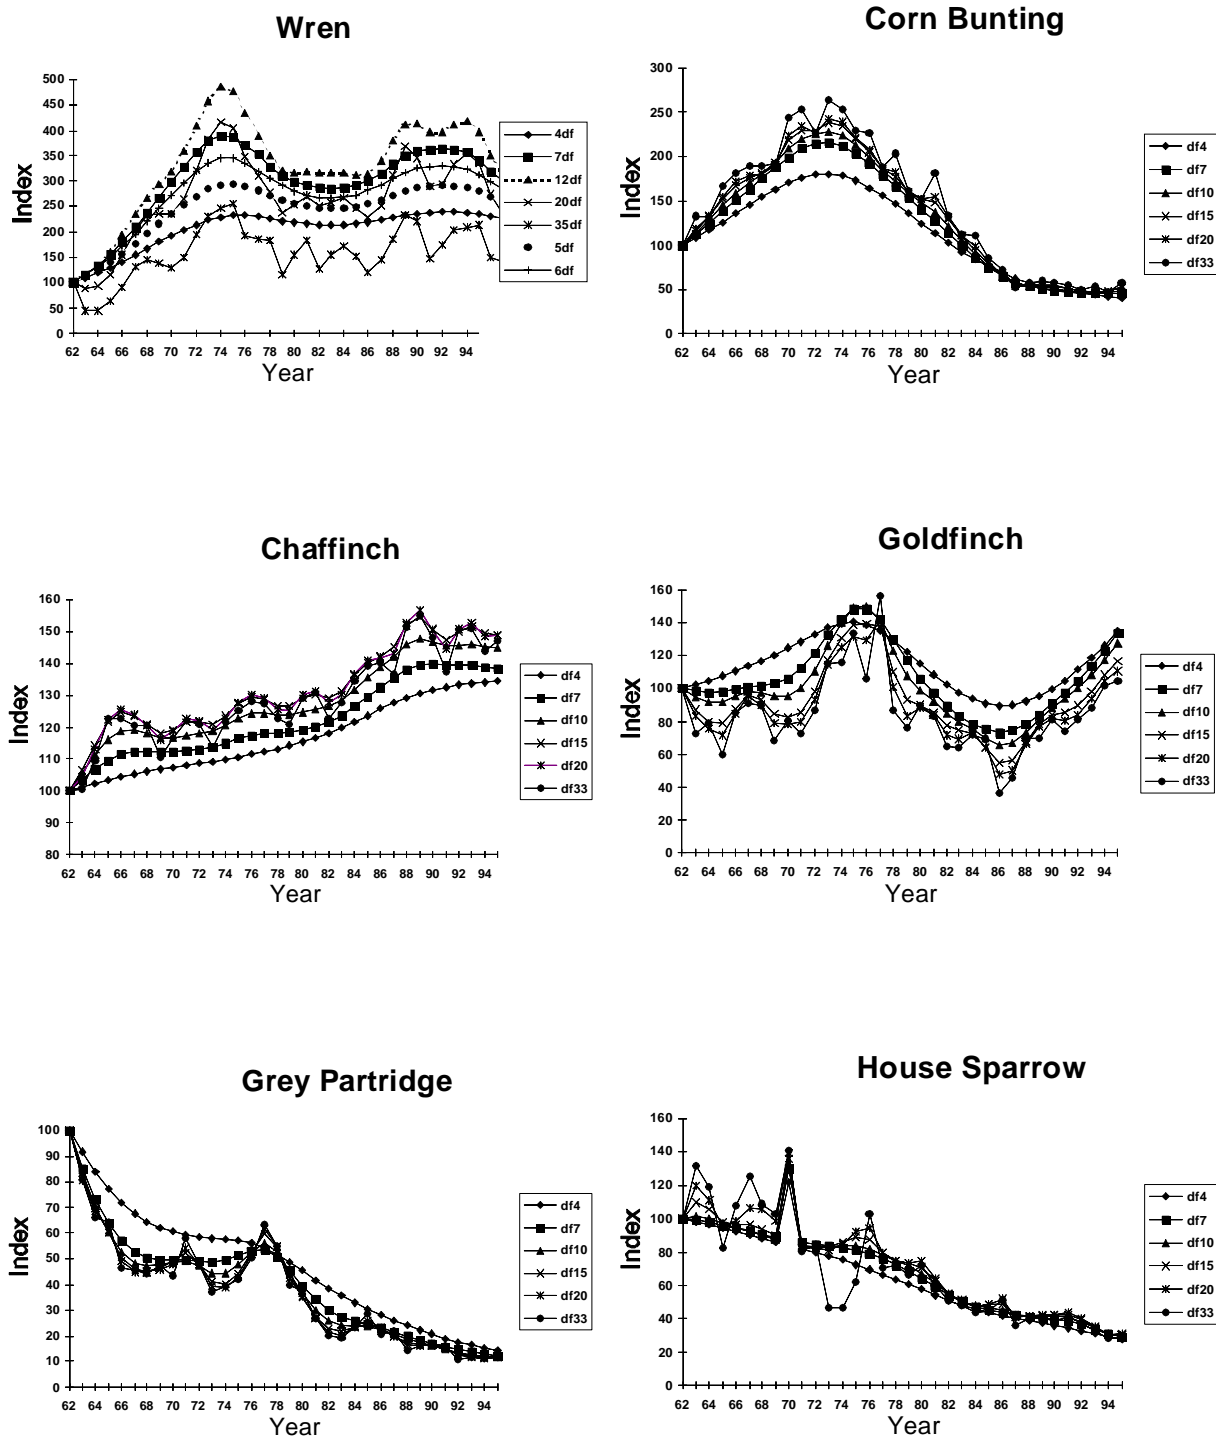 Wren
Index
500
450
400
350
300
250
200
150
100
50
0
62 64 66 68 70 72 74 76 78 80 82 84 86 88 90 92 94
Year
4df
7df
12df
20df
35df
5df
6df
Corn Bunting
Index
300
250
200
150
100
50
0
62 64 66 68 70 72 74 76 78 80 82 84 86 88 90 92 94
Year
df4
df7
df10
df15
df20
df33
Chaffinch
Index
160
150
140
130
120
110
100
90
80
62 64 66 68 70 72 74 76 78 80 82 84 86 88 90 92 94
Year
df4
df7
df10
df15
df20
df33
Goldfinch
Index
160
140
120
100
80
60
40
20
0
62 64 66 68 70 72 74 76 78 80 82 84 86 88 90 92 94
Year
df4
df7
df10
df15
df20
df33
Grey Partridge
Index
100
90
80
70
60
50
40
30
20
10
0
62 64 66 68 70 72 74 76 78 80 82 84 86 88 90 92 94
Year
df4
df7
df10
df15
df20
df33
House Sparrow
Index
160
140
120
100
80
60
40
20
0
62 64 66 68 70 72 74 76 78 80 82 84 86 88 90 92 94
Year
df4
df7
df10
df15
df20
df33